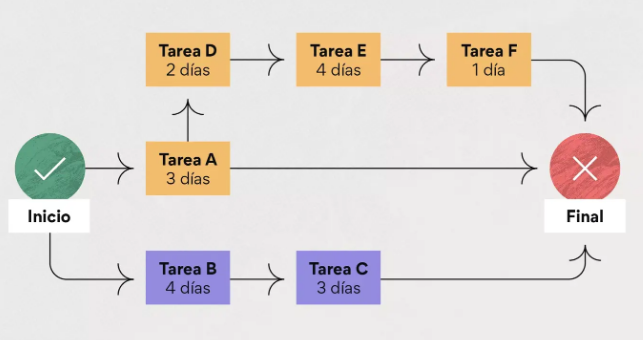 Tarea D
2 días
Tarea E
4 días
Tarea F
1 día
Tarea A
3 días
Inicio
Final
Tarea B
4 días
Tarea C
3 días